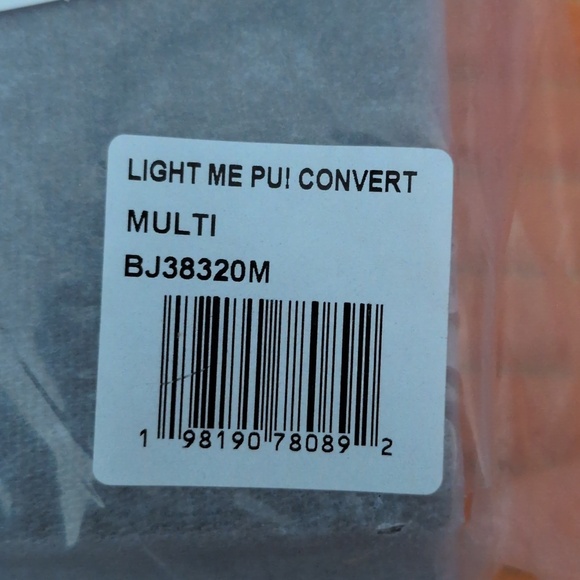 LIGHT ME PU! CONVERT
MULTI
BJ38320M
1 98190 78089 2